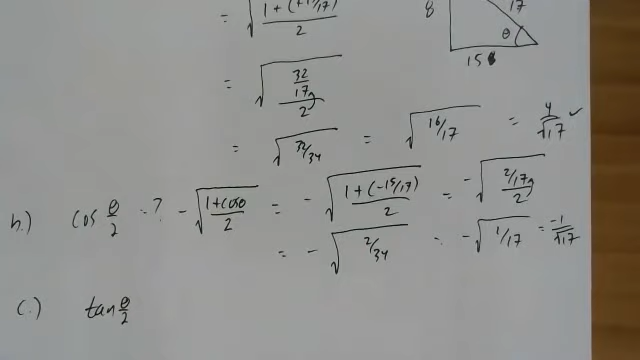 = √(1+(+15/17)/2)
8 17 θ 15
= √((32/17)/2)
= √(32/34) = √(16/17) = 4/√17 ✓
b.) cos θ/2 = ? -√((1+cosθ)/2) = -√((1+(-15/17))/2) = -√((2/17)/2)
= -√(2/34) = -√(1/17) = -1/√17
c.) tan θ/2